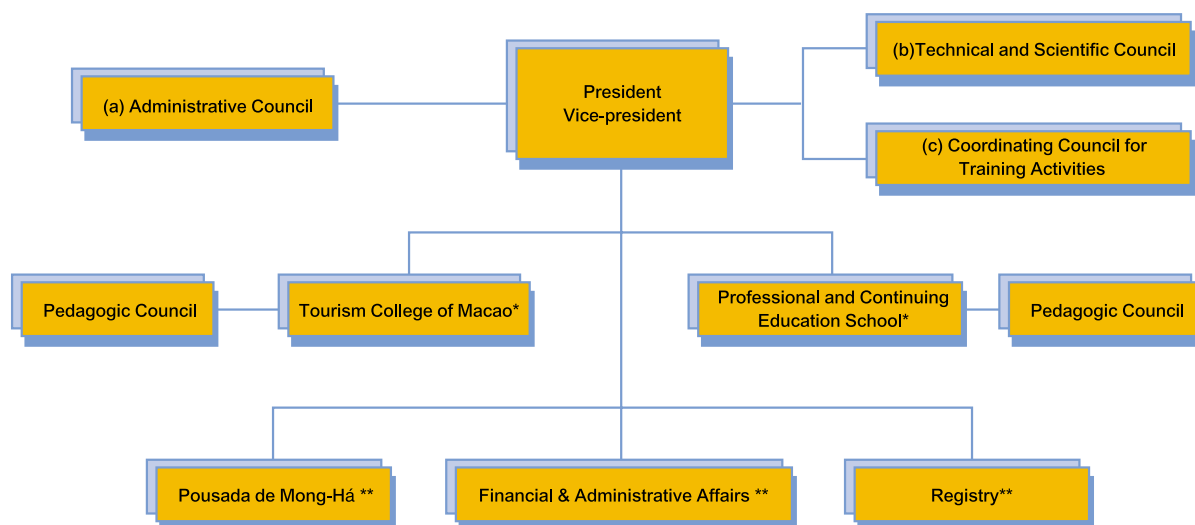 President
Vice-president
(a) Administrative Council
(b)Technical and Scientific Council
(c) Coordinating Council for
Training Activities
Pedagogic Council
Tourism College of Macao*
Professional and Continuing
Education School*
Pedagogic Council
Pousada de Mong-Há **
Financial & Administrative Affairs **
Registry**